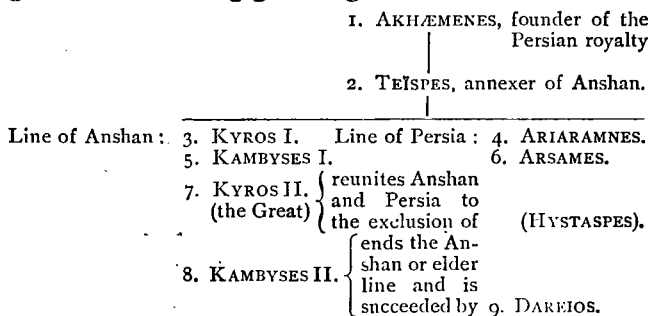 1. AKHÆMENES, founder of the
Persian royalty
2. TEÏSPES, annexer of Anshan.
Line of Anshan: 3. KYROS I. Line of Persia: 4. ARIARAMNES.
5. KAMBYSES I. 6. ARSAMES.
7. KYROS II. reunites Anshan
(the Great) and Persia to
the exclusion of (HYSTASPES).
ends the An-
shan or elder
8. KAMBYSES II. line and is
succeeded by 9. DAREIOS.